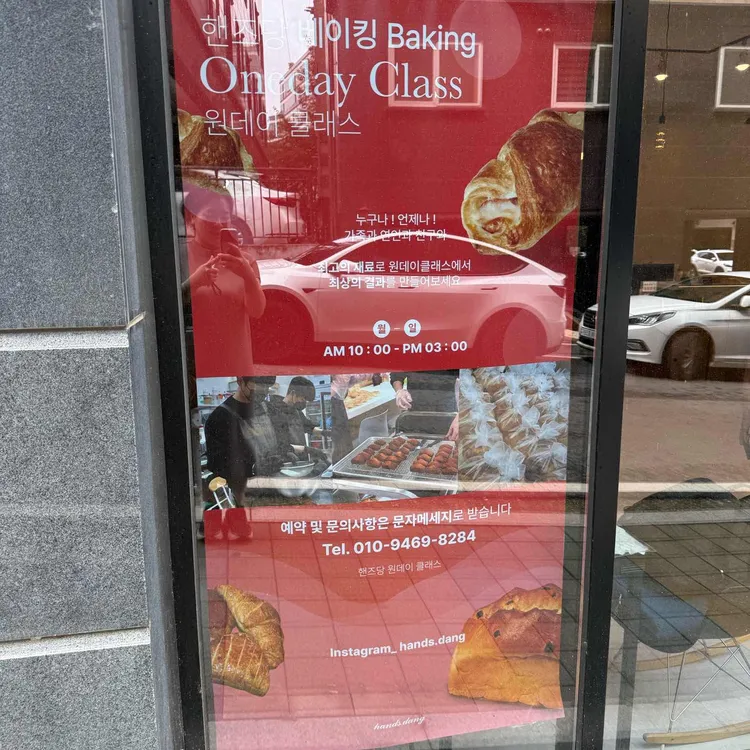 핸즈당 베이킹 Baking
Oneday Class
원데이 클래스
누구나 ! 언제나 !
가족과 연인과 친구와
최고의 재료로 원데이클래스에서
최상의 결과를 만들어보세요
월 - 일
AM 10 : 00 - PM 03 : 00
예약 및 문의사항은 문자메세지로 받습니다
Tel. 010-9469-8284
핸즈당 원데이 클래스
Instagram_ hands.dang
hands.dang